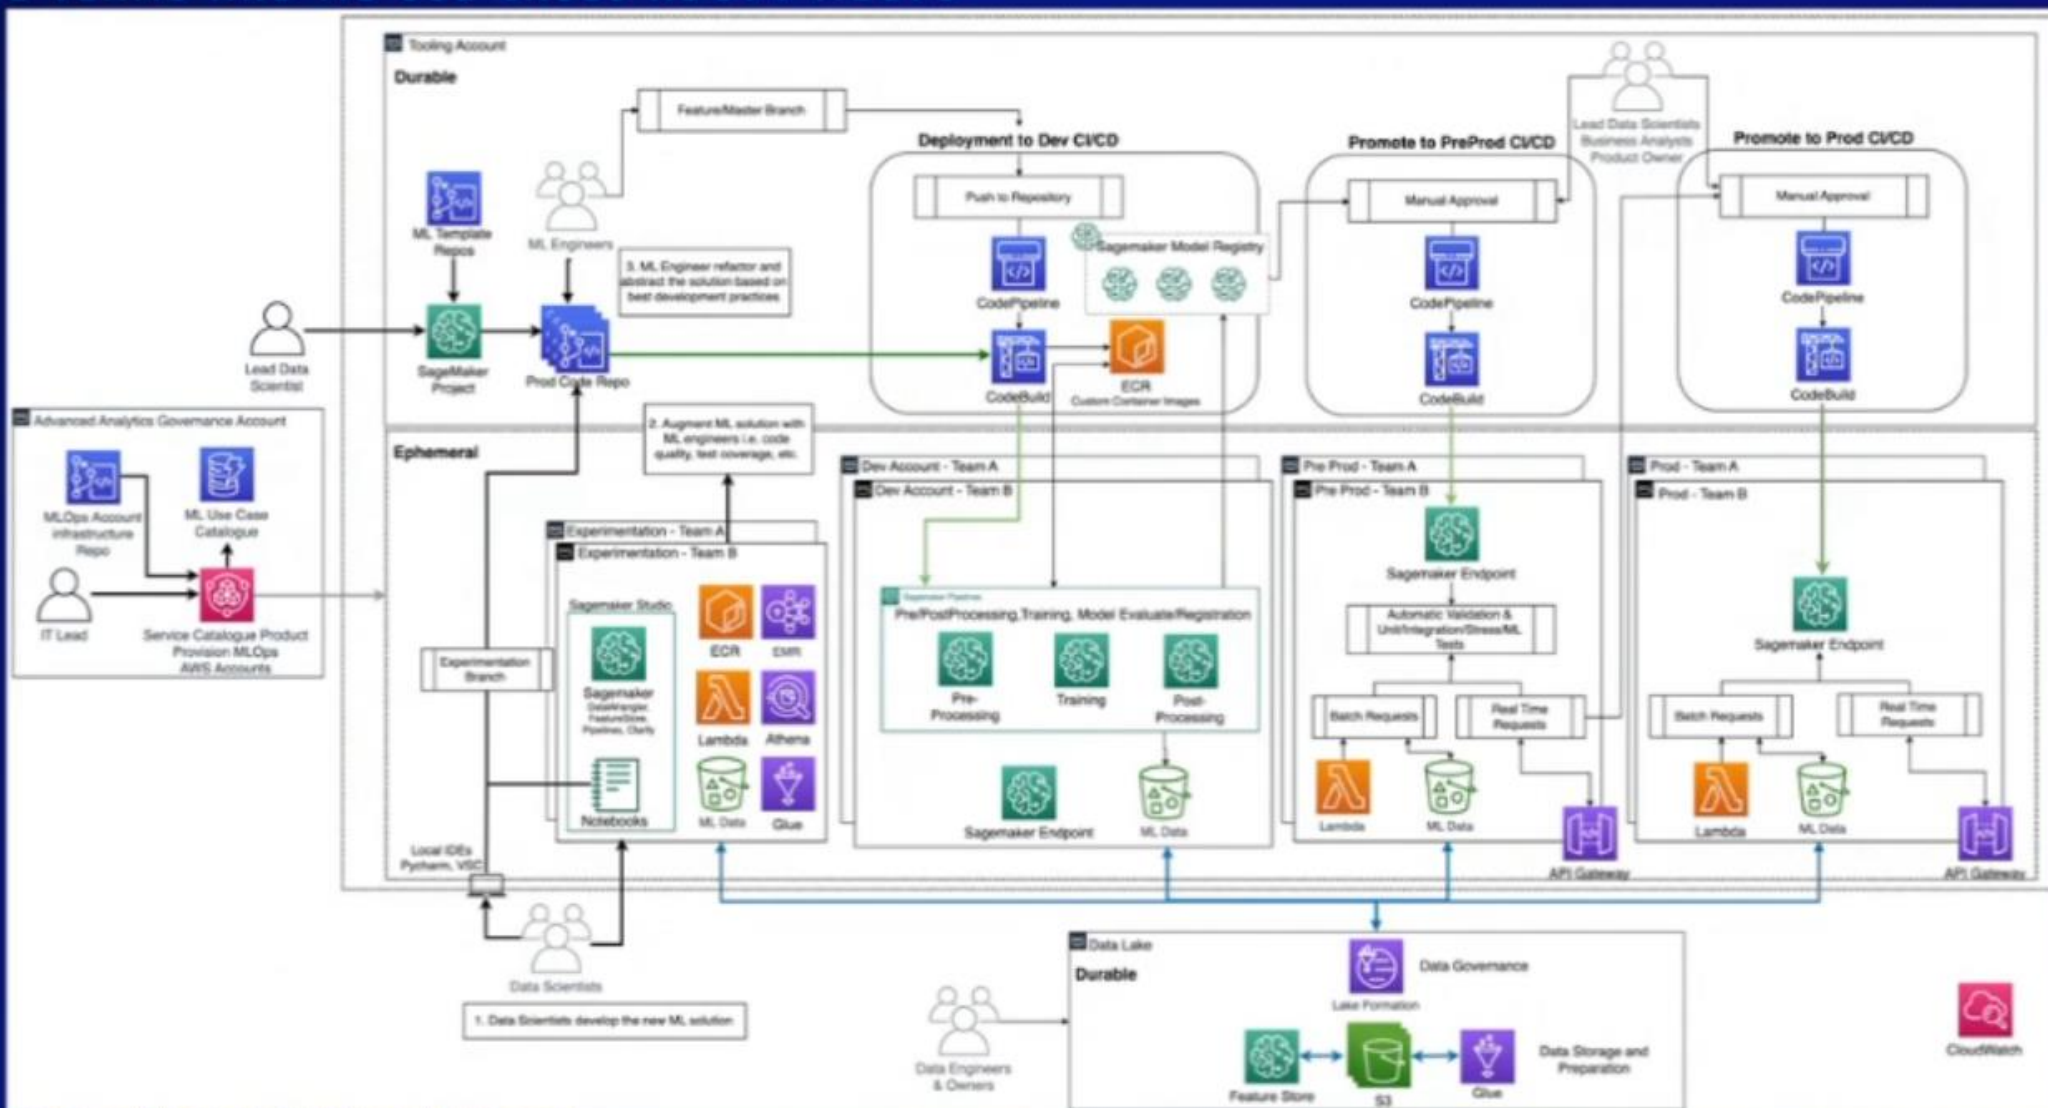 Tooling Account
Durable
Feature/Master Branch
Lead Data Scientists
Business Analysts
Product Owner
Deployment to Dev CI/CD
Promote to PreProd CI/CD
Promote to Prod CI/CD
Push to Repository
Manual Approval
Manual Approval
ML Template
Repos
ML Engineers
3. ML Engineer refactor and
abstract the solution based on
best development practices
Sagemaker Model Registry
CodePipeline
CodePipeline
CodePipeline
Lead Data
Scientist
SageMaker
Project
Prod Code Repo
CodeBuild
ECR
Custom Container Images
CodeBuild
CodeBuild
Advanced Analytics Governance Account
MLOps Account
infrastructure
Repo
ML Use Case
Catalogue
IT Lead
Service Catalogue Product
Provision MLOps
AWS Accounts
Ephemeral
2. Augment ML solution with
ML engineers i.e. code
quality, test coverage, etc.
Experimentation - Team A
Experimentation - Team B
Experimentation
Branch
Sagemaker Studio
Sagemaker
DataWrangler,
FeatureStore,
Pipelines, Clarify
Notebooks
ECR
EMR
Lambda
Athena
ML Data
Glue
Local IDEs
Pycharm, VSC
Dev Account - Team A
Dev Account - Team B
Sagemaker Pipelines
Pre/PostProcessing,Training, Model Evaluate/Registration
Pre-
Processing
Training
Post-
Processing
Sagemaker Endpoint
ML Data
Pre Prod - Team A
Pre Prod - Team B
Sagemaker Endpoint
Automatic Validation &
Unit/Integration/Stress/ML
Tests
Batch Requests
Real Time
Requests
Lambda
ML Data
API Gateway
Prod - Team A
Prod - Team B
Sagemaker Endpoint
Batch Requests
Real Time
Requests
Lambda
ML Data
API Gateway
Data Scientists
1. Data Scientists develop the new ML solution
Data Engineers
& Owners
Data Lake
Durable
Data Governance
Lake Formation
Data Storage and
Preparation
Feature Store
S3
Glue
CloudWatch